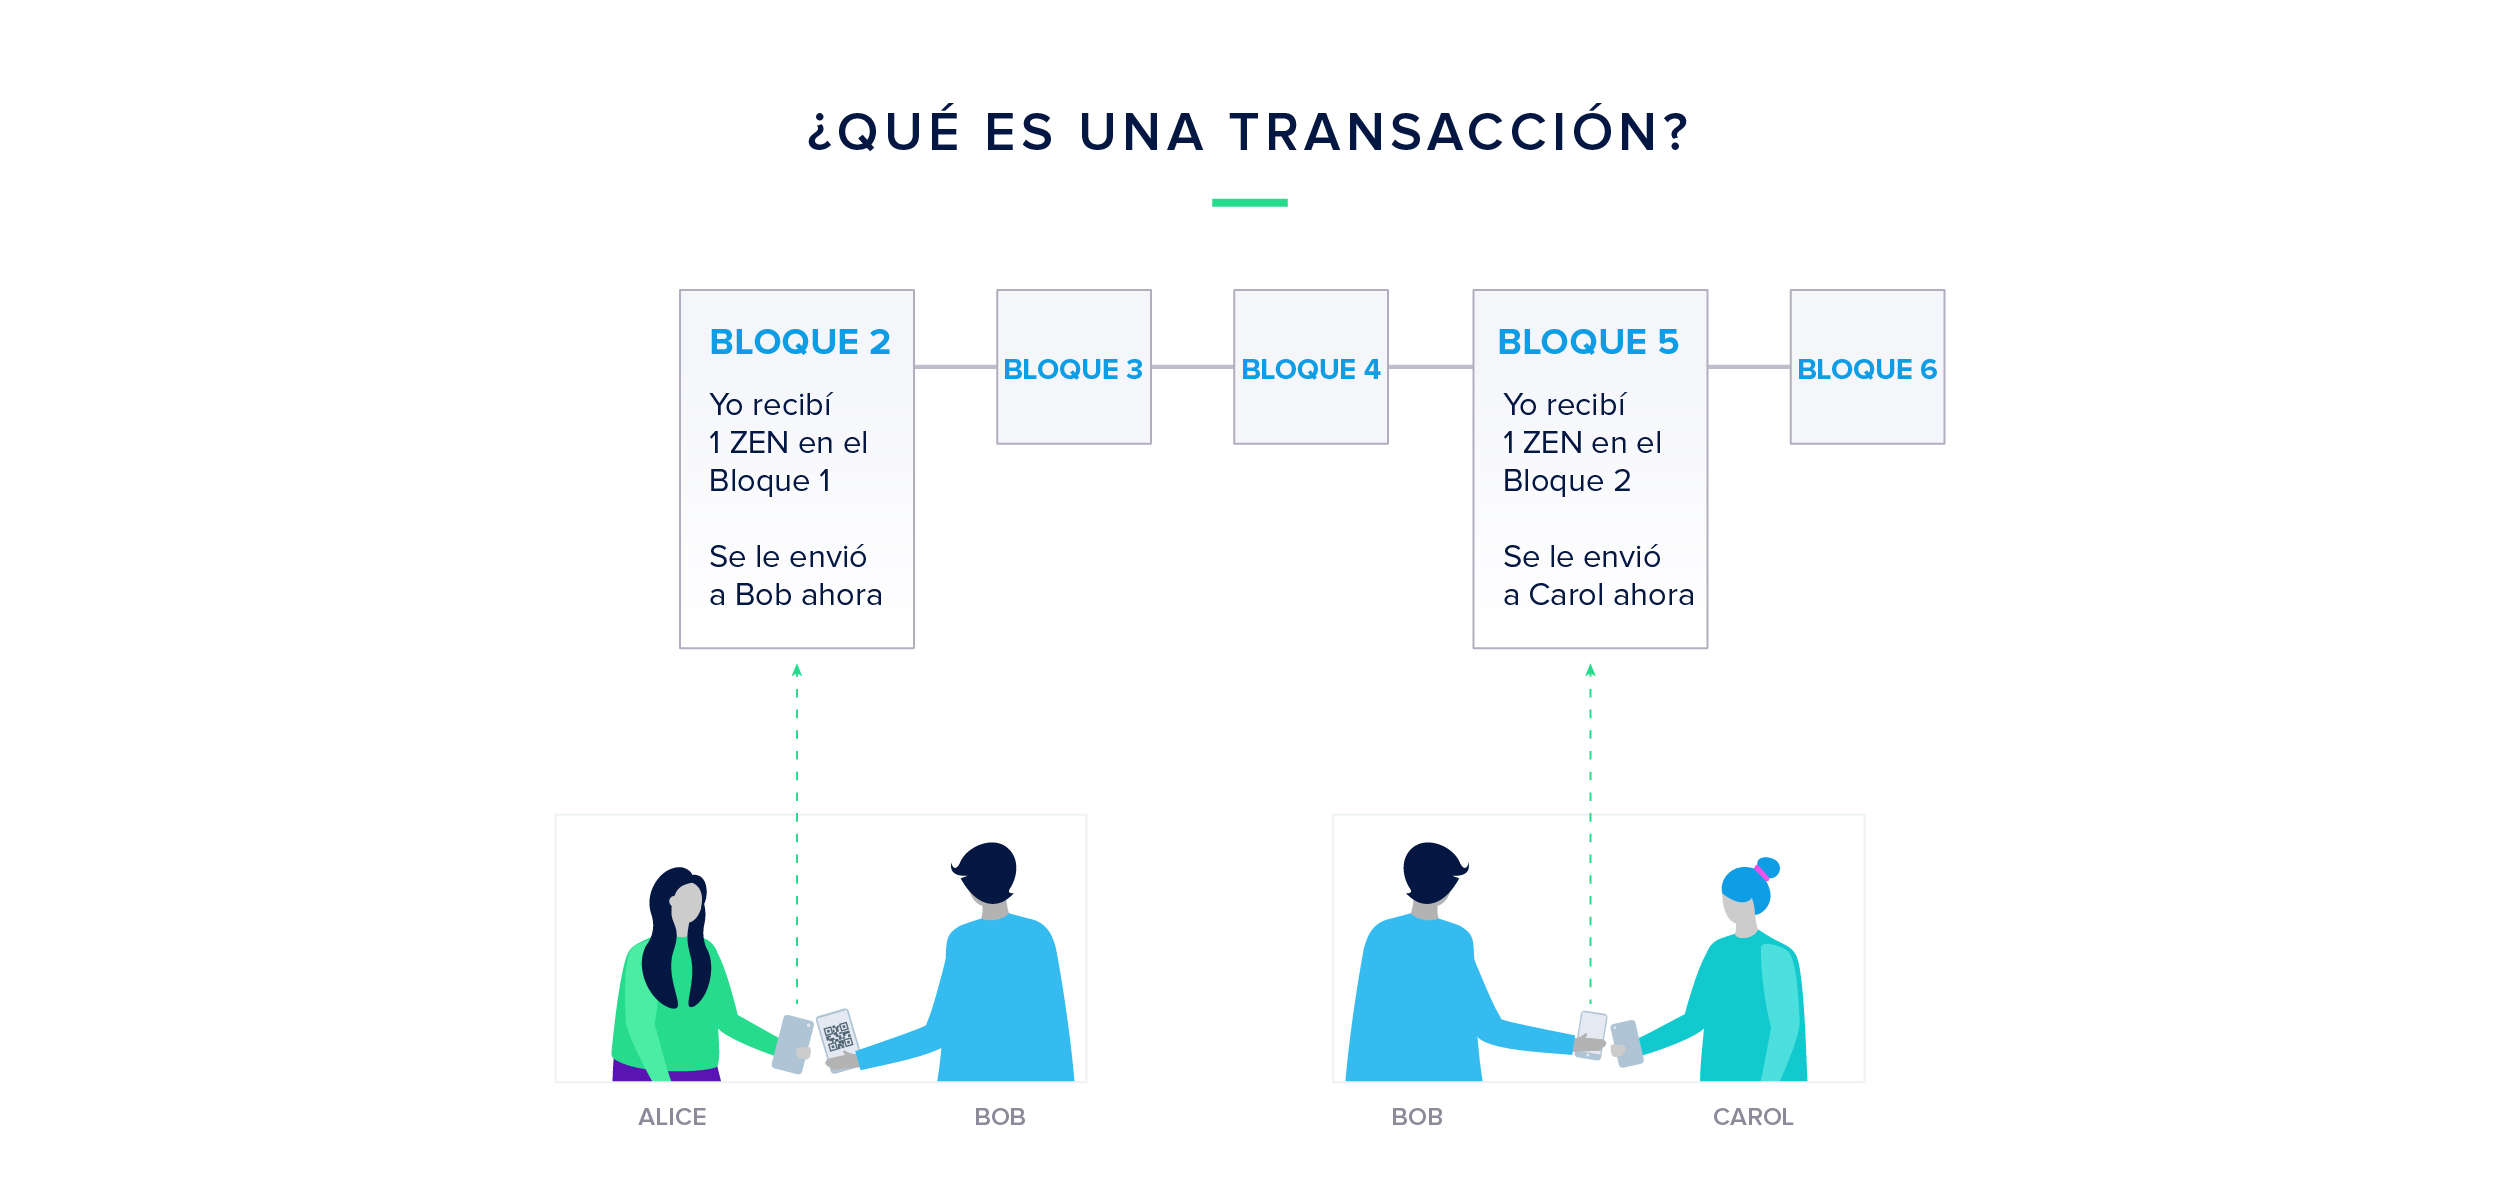 ¿QUÉ ES UNA TRANSACCIÓN?
BLOQUE 2
Yo recibí
1 ZEN en el
Bloque 1
Se le envió
a Bob ahora
BLOQUE 3
BLOQUE 4
BLOQUE 5
Yo recibí
1 ZEN en el
Bloque 2
Se le envió
a Carol ahora
BLOQUE 6
ALICE
BOB
BOB
CAROL